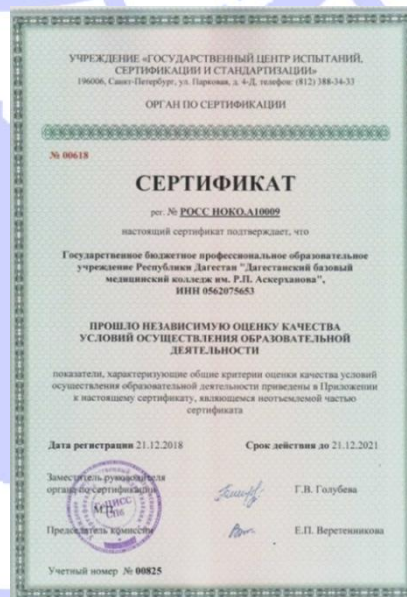 УЧРЕЖДЕНИЕ «ГОСУДАРСТВЕННЫЙ ЦЕНТР ИСПЫТАНИЙ,
СЕРТИФИКАЦИИ И СТАНДАРТИЗАЦИИ»
196006, Санкт-Петербург, ул. Парковая, д. 4-Д, телефон: (812) 388-34-33
ОРГАН ПО СЕРТИФИКАЦИИ
№ 00618
СЕРТИФИКАТ
рег. № РОСС НОКО.А10009
настоящий сертификат подтверждает, что
Государственное бюджетное профессиональное образовательное
учреждение Республики Дагестан "Дагестанский базовый
медицинский колледж им. Р.П. Аскерханова",
ИНН 0562075653
ПРОШЛО НЕЗАВИСИМУЮ ОЦЕНКУ КАЧЕСТВА
УСЛОВИЙ ОСУЩЕСТВЛЕНИЯ ОБРАЗОВАТЕЛЬНОЙ
ДЕЯТЕЛЬНОСТИ
показатели, характеризующие общие критерии оценки качества условий
осуществления образовательной деятельности приведены в Приложении
к настоящему сертификату, являющемся неотъемлемой частью
сертификата
Дата регистрации 21.12.2018 Срок действия до 21.12.2021
Заместитель руководителя
органа по сертификации Г.В. Голубева
М.П.
Председатель комиссии Е.П. Веретенникова
Учетный номер № 00825